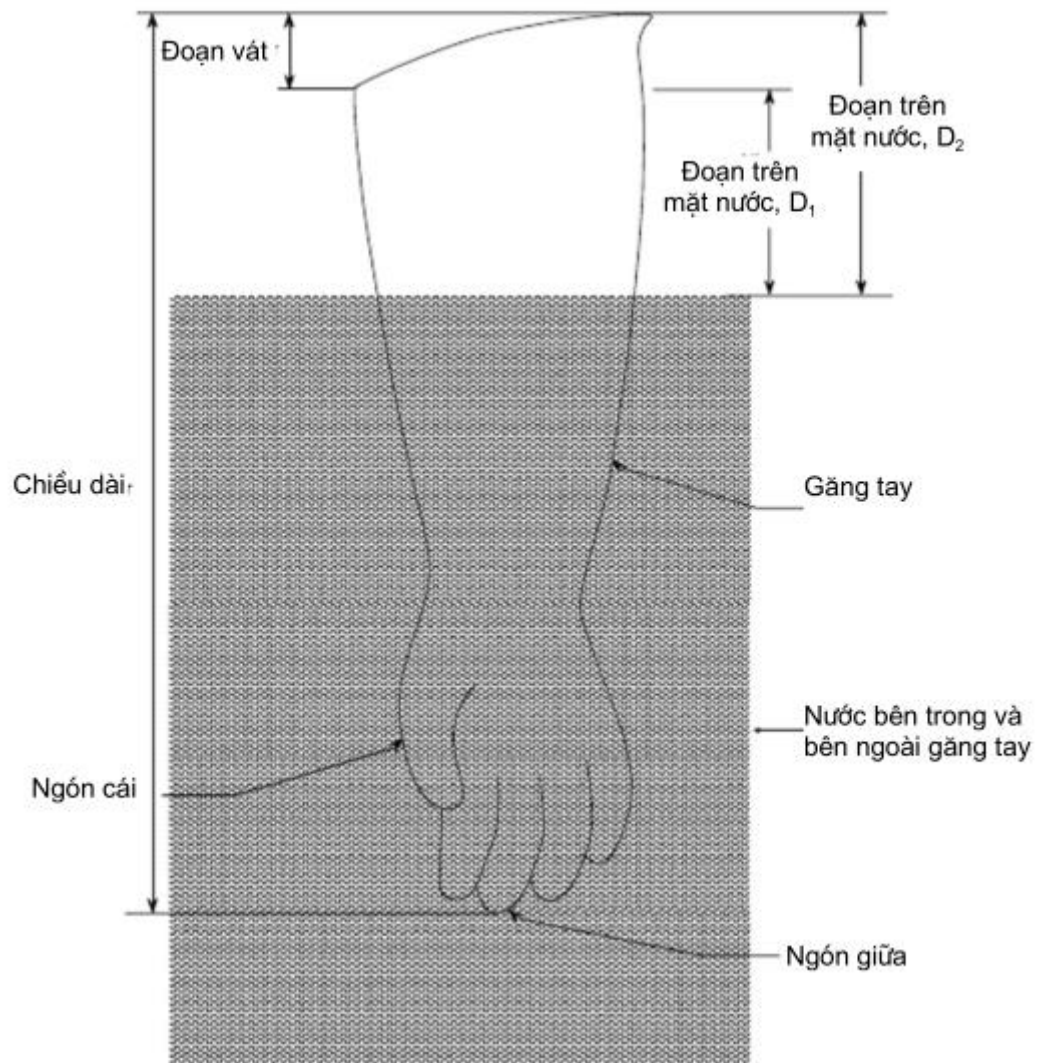 Đoạn vát
Đoạn trên
mặt nước, D₂
Đoạn trên
mặt nước, D₁
Chiều dài
Găng tay
Nước bên trong và
bên ngoài găng tay
Ngón cái
Ngón giữa